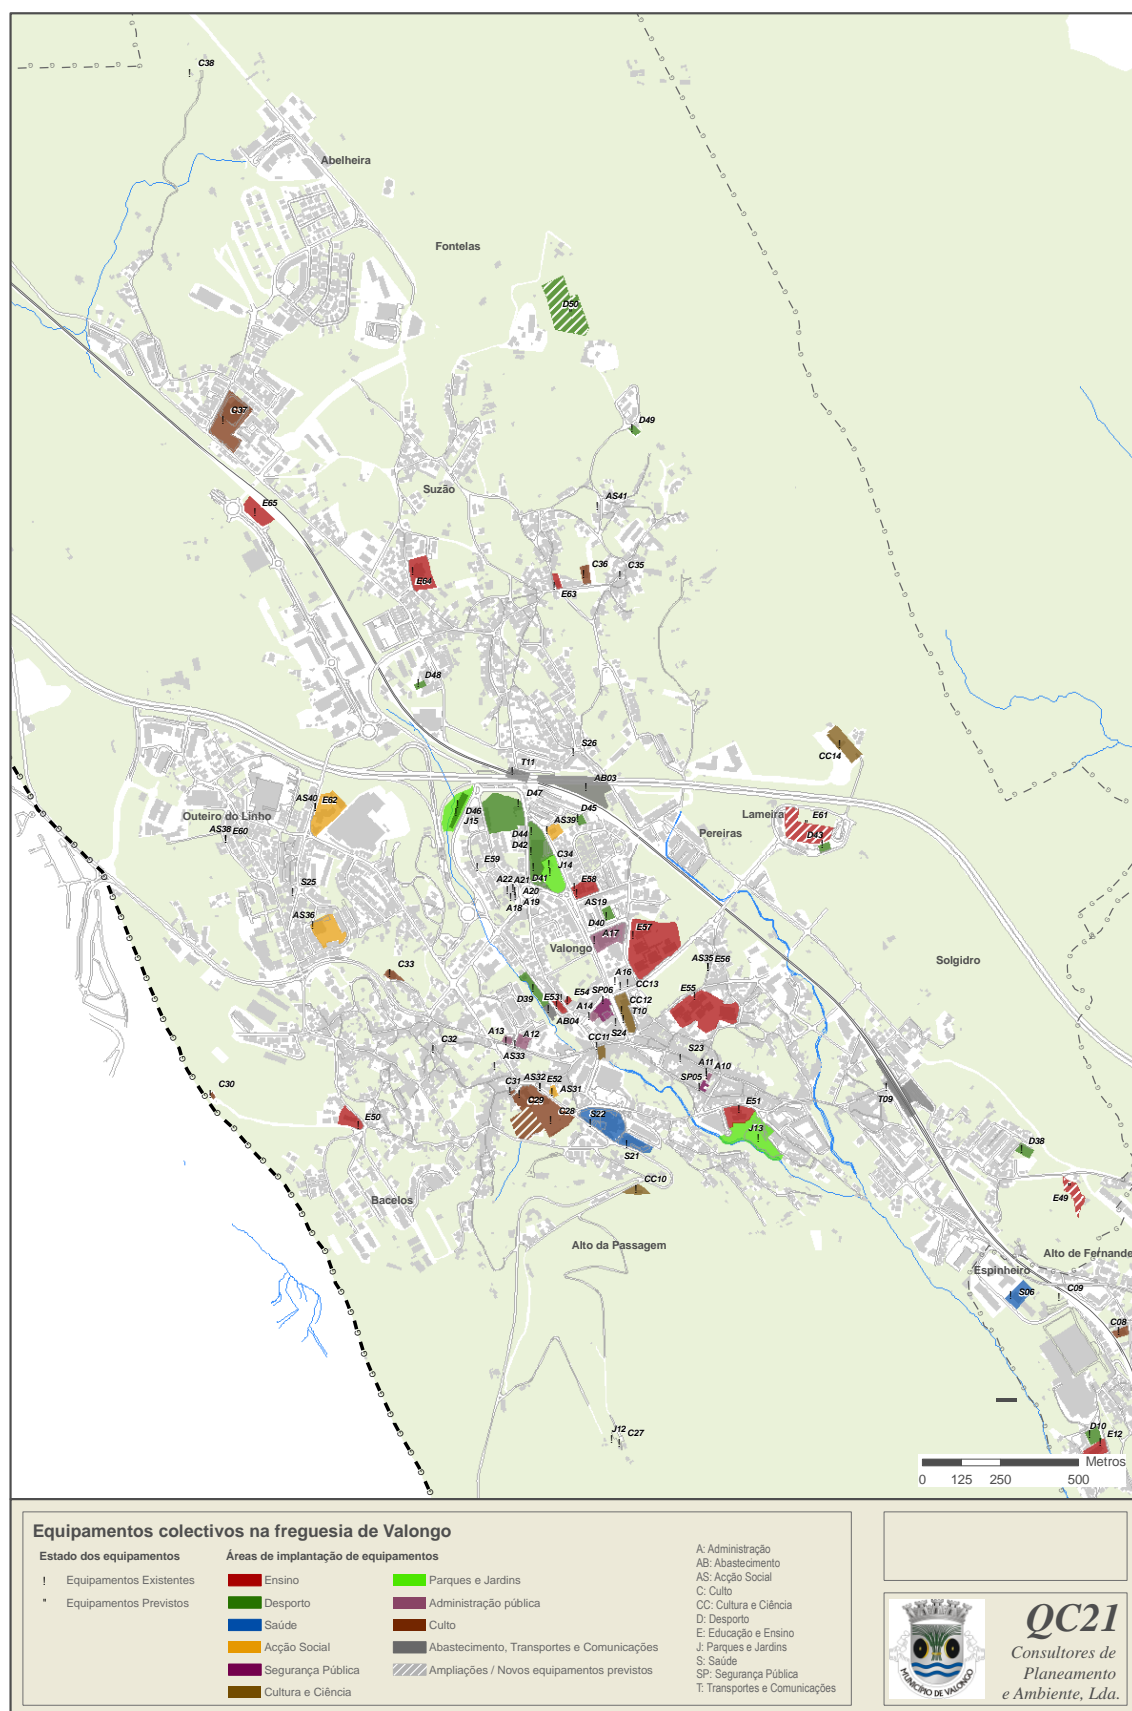 C38
Abelheira
Fontelas
D50
C37
D49
Suzão
E65
AS41
C36
C35
E64
E63
D48
S26
CC14
T11
AB03
AS40
E62
D47
D46
J15
D45
AS39
Lameira
E61
Outeiro do Linho
AS38
E60
D44
D42
Pereiras
D43
C34
J14
E59
S25
D41
E58
A22
A21
A20
A19
A18
AS19
AS36
D40
A17
E57
Valongo
C33
AS35
E56
Solgidro
A16
CC13
D39
E53
E54
SP06
CC12
E55
A14
T10
AB04
S24
A13
A12
CC11
C32
S23
AS33
A11
A10
SP05
C30
C31
AS32
E52
AS31
T09
C29
C28
S22
E51
E50
J13
S21
D38
CC10
E49
Bacelos
Alto da Passagem
Alto de Fernande
Espinheiro
C09
S06
C08
J12
C27
D10
E12
Metros
0 125 250 500
Equipamentos colectivos na freguesia de Valongo
Estado dos equipamentos
! Equipamentos Existentes
" Equipamentos Previstos
Áreas de implantação de equipamentos
Ensino
Desporto
Saúde
Acção Social
Segurança Pública
Cultura e Ciência
Parques e Jardins
Administração pública
Culto
Abastecimento, Transportes e Comunicações
Ampliações / Novos equipamentos previstos
A: Administração
AB: Abastecimento
AS: Acção Social
C: Culto
CC: Cultura e Ciência
D: Desporto
E: Educação e Ensino
J: Parques e Jardins
S: Saúde
SP: Segurança Pública
T: Transportes e Comunicações
MUNICÍPIO DE VALONGO
QC21
Consultores de
Planeamento
e Ambiente, Lda.